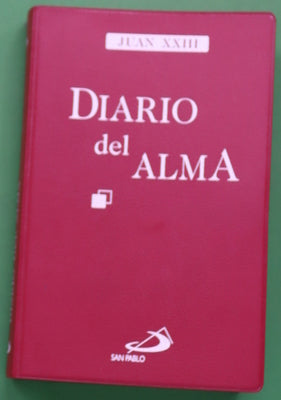 JUAN XXIII
DIARIO
del
ALMA
SAN PABLO